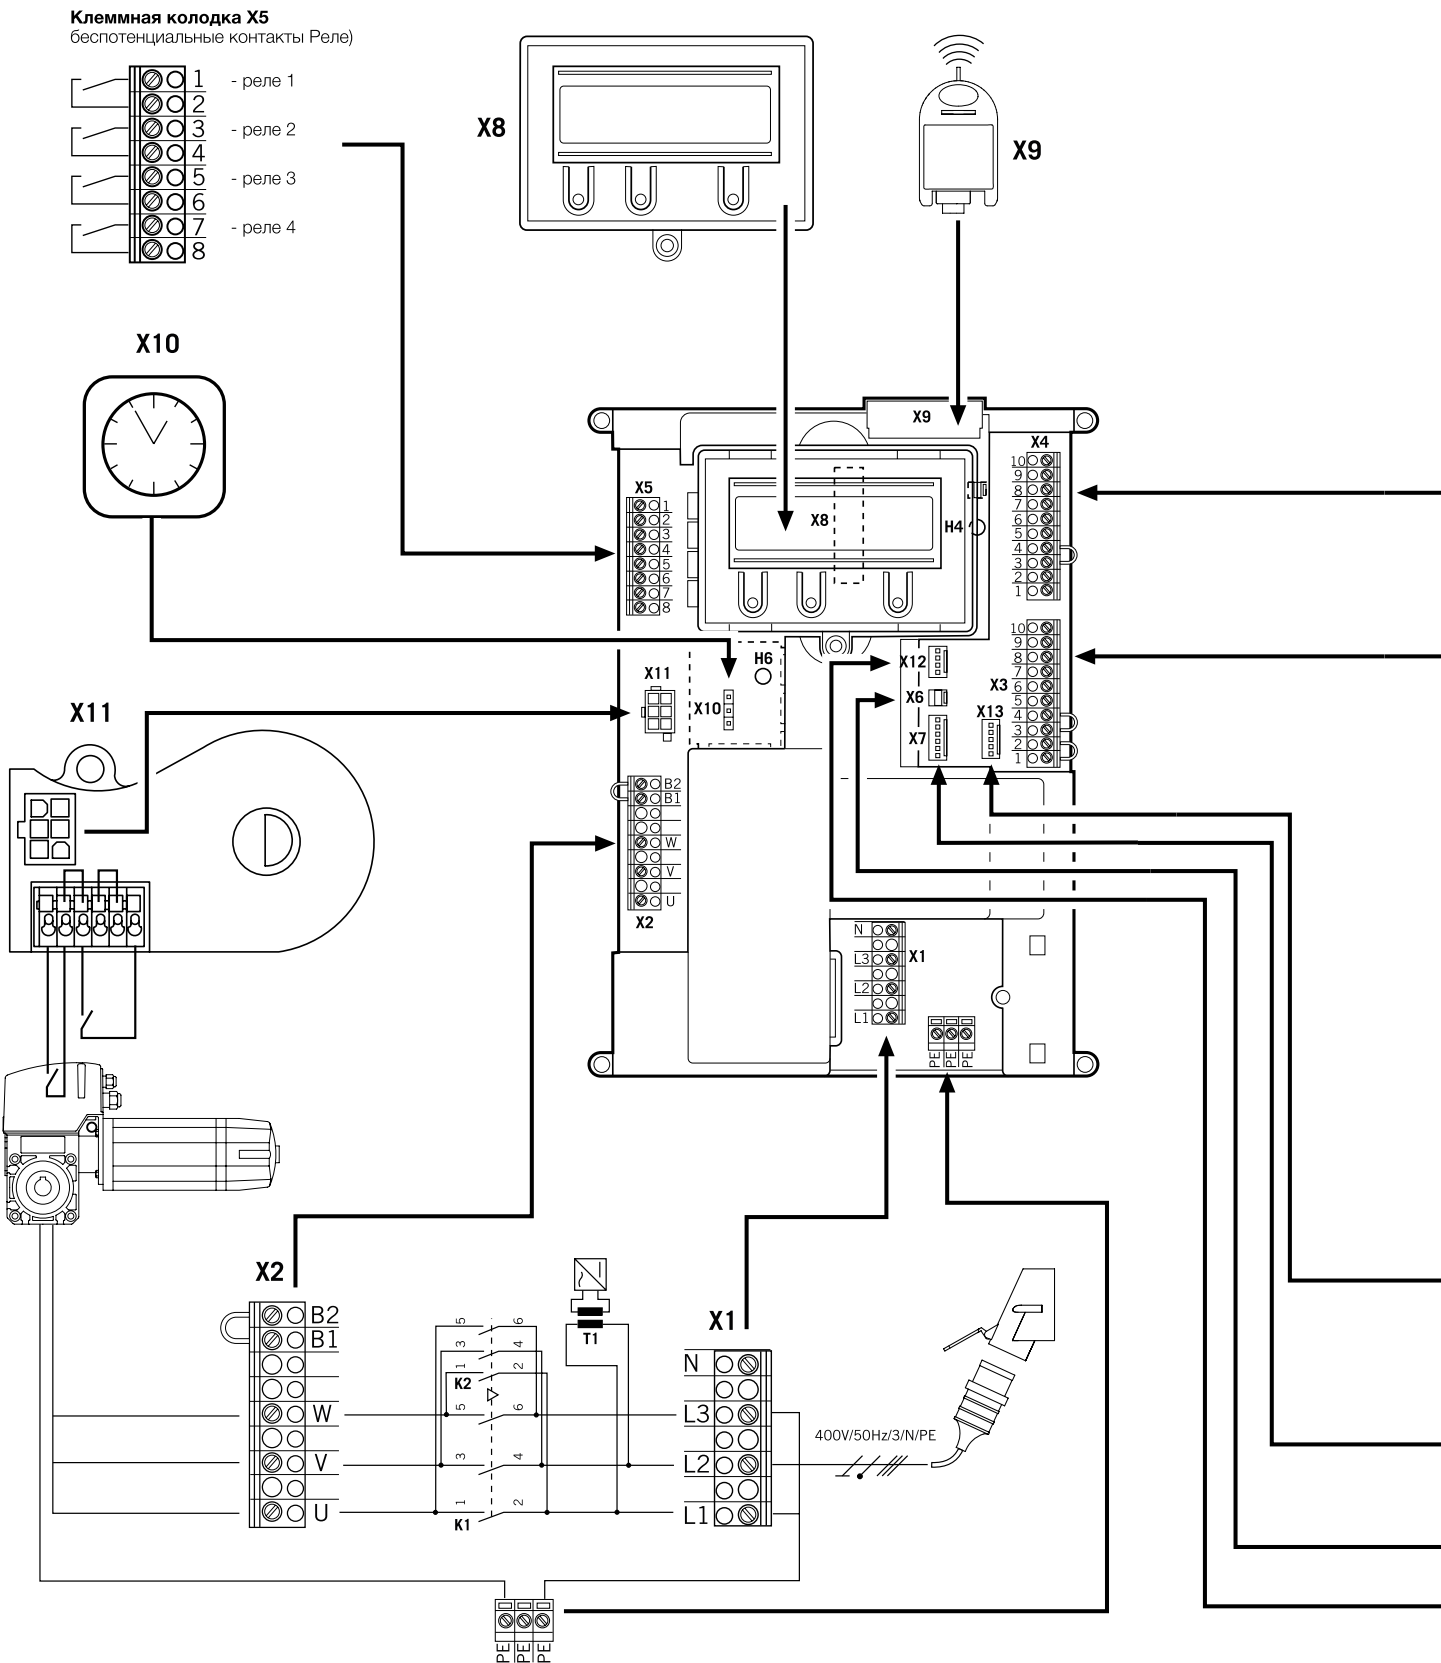 Клеммная колодка X5
беспотенциальные контакты Реле)
1 - реле 1
2
3 - реле 2
4
5 - реле 3
6
7 - реле 4
8
X8
X9
X10
X9
X4
10
9
8
7
6
5
4
3
2
1
X5
1
2
3
4
5
6
7
8
X8
H4
10
9
8
7
6
5
4
3
2
1
X3
X12
X6
X7
X13
H6
X11
X10
X11
B2
B1
W
V
U
X2
N
L3
L2
L1
X1
PE
PE
PE
X2
B2
B1
W
V
U
5 6
3 4
1 2
K2
5 6
3 4
1 2
K1
T1
X1
N
L3
L2
L1
400V/50Hz/3/N/PE
PE
PE
PE